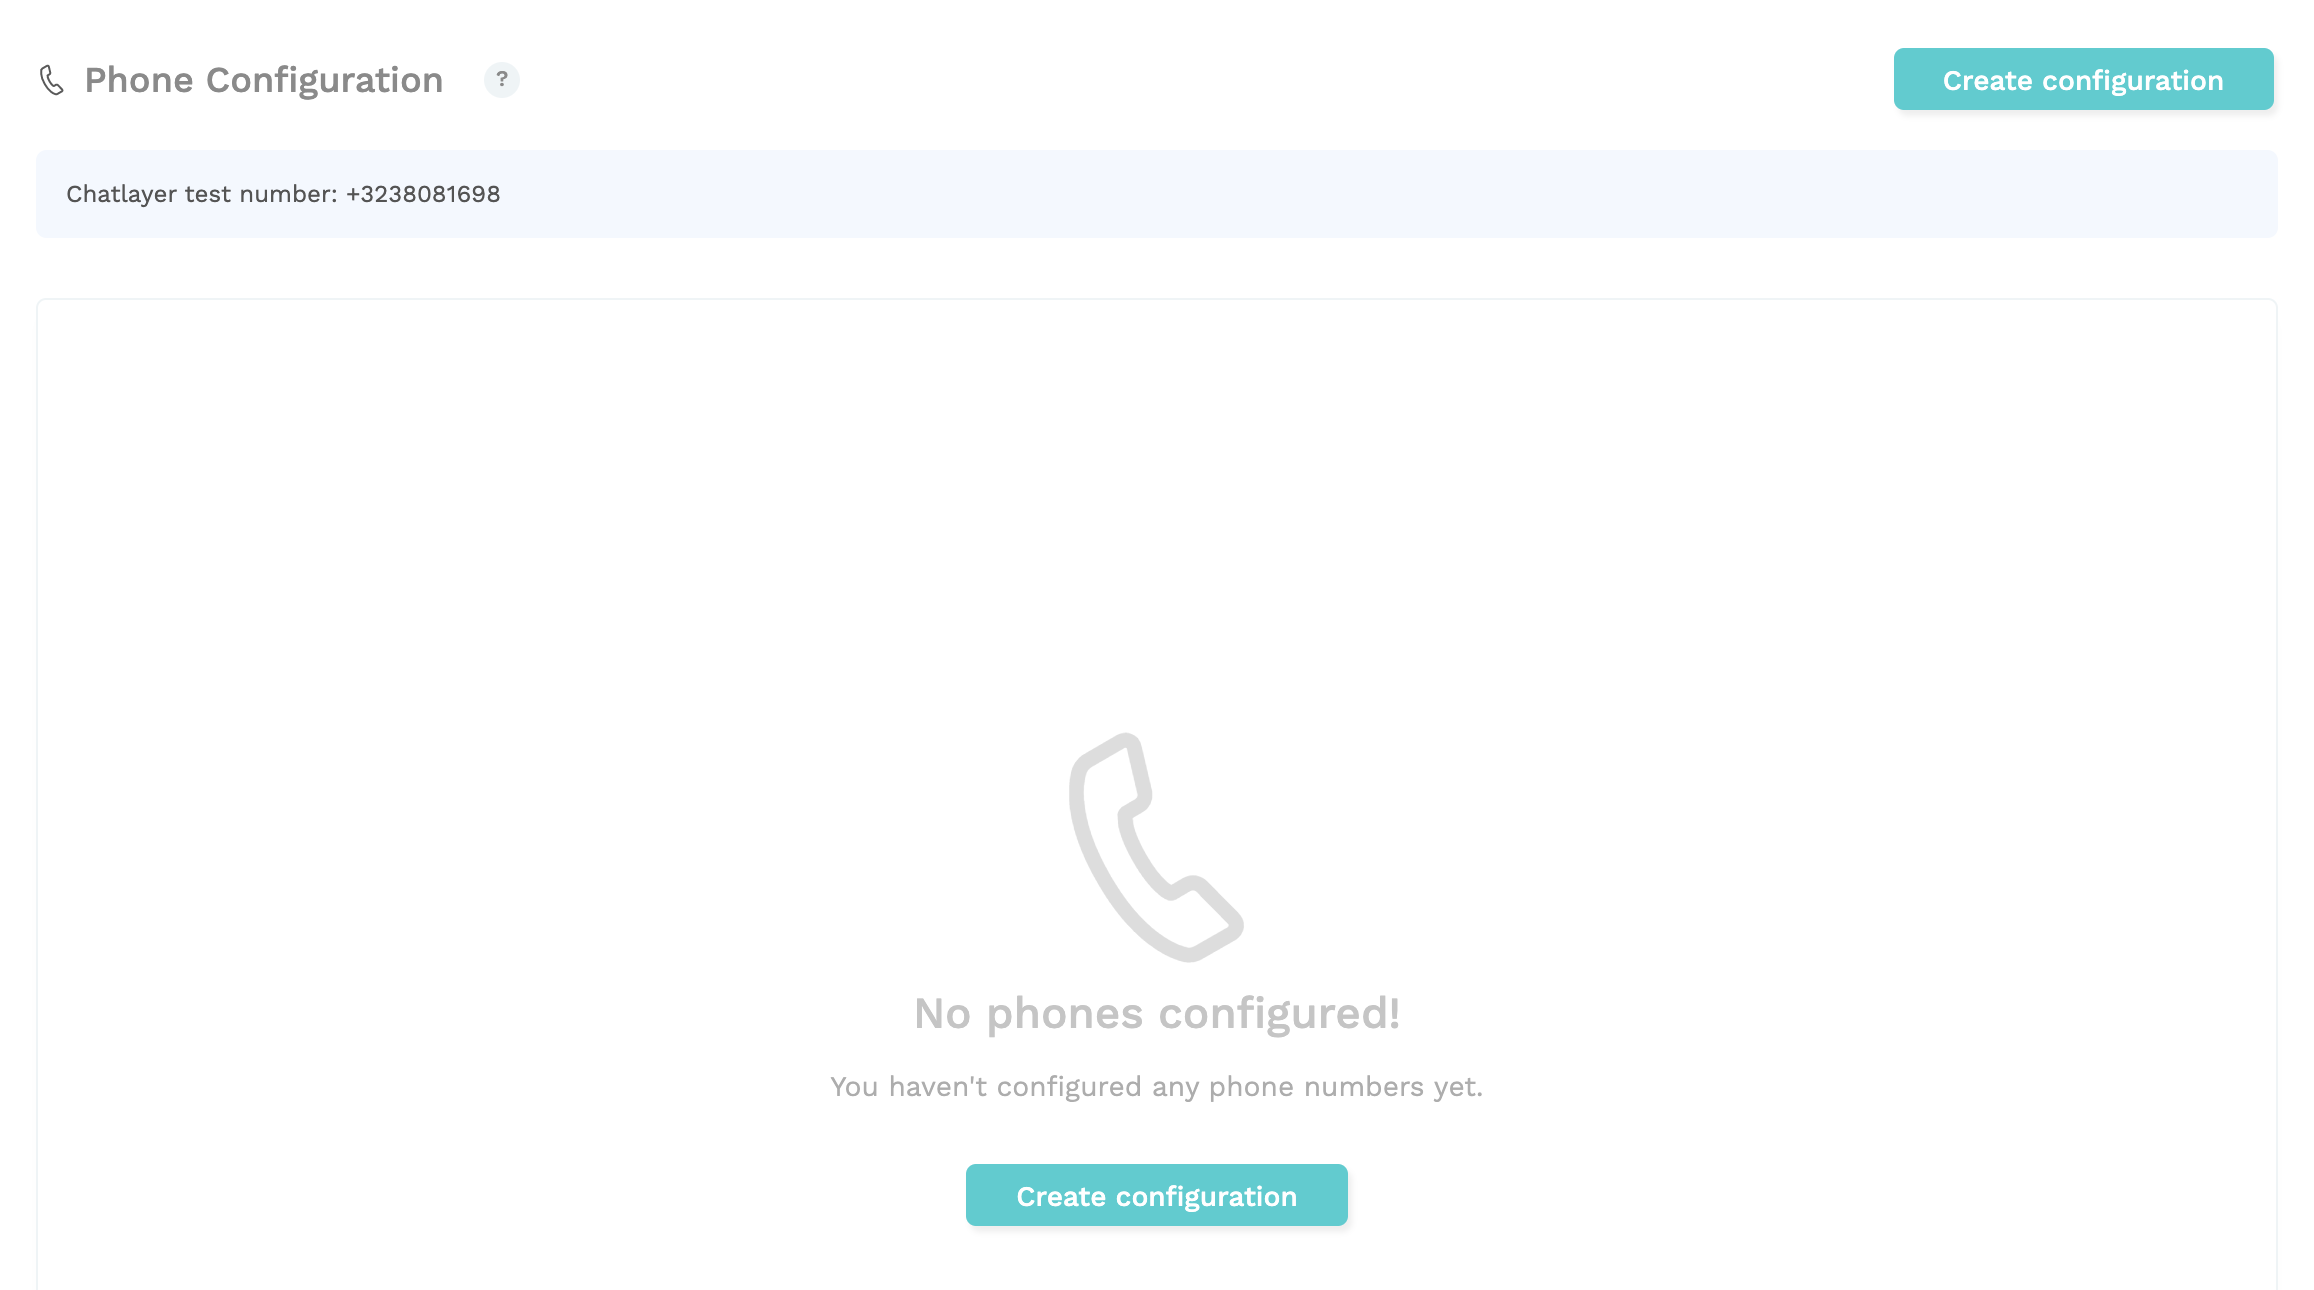 Phone Configuration ?
Create configuration
Chatlayer test number: +3238081698
No phones configured!
You haven't configured any phone numbers yet.
Create configuration